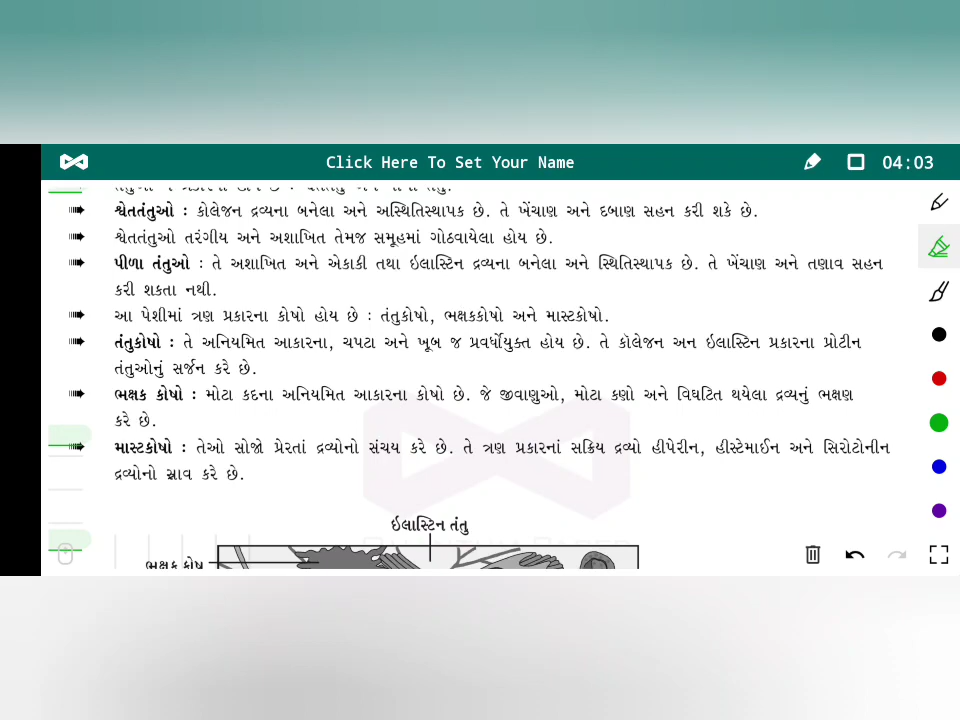 Click Here To Set Your Name
04:03
શ્વેતતંતુઓ : કોલેજન દ્રવ્યના બનેલા અને અસ્થિતિસ્થાપક છે. તે ખેંચાણ અને દબાણ સહન કરી શકે છે.
શ્વેતતંતુઓ તરંગીય અને અશાખિત તેમજ સમૂહમાં ગોઠવાયેલા હોય છે.
પીળા તંતુઓ : તે અશાખિત અને એકાકી તથા ઇલાસ્ટિન દ્રવ્યના બનેલા અને સ્થિતિસ્થાપક છે. તે ખેંચાણ અને તણાવ સહન
કરી શકતા નથી.
આ પેશીમાં ત્રણ પ્રકારના કોષો હોય છે : તંતુકોષો, ભક્ષકકોષો અને માસ્ટકોષો.
તંતુકોષો : તે અનિયમિત આકારના, ચપટા અને ખૂબ જ પ્રવર્ધોયુક્ત હોય છે. તે કૉલેજન અન ઇલાસ્ટિન પ્રકારના પ્રોટીન
તંતુઓનું સર્જન કરે છે.
ભક્ષક કોષો : મોટા કદના અનિયમિત આકારના કોષો છે. જે જીવાણુઓ, મોટા કણો અને વિઘટિત થયેલા દ્રવ્યનું ભક્ષણ
કરે છે.
માસ્ટકોષો : તેઓ સોજો પ્રેરતાં દ્રવ્યોનો સંચય કરે છે. તે ત્રણ પ્રકારનાં સક્રિય દ્રવ્યો હીપેરીન, હીસ્ટેમાઈન અને સિરોટોનીન
દ્રવ્યોનો સ્રાવ કરે છે.
ઇલાસ્ટિન તંતુ
ભક્ષક કોષ